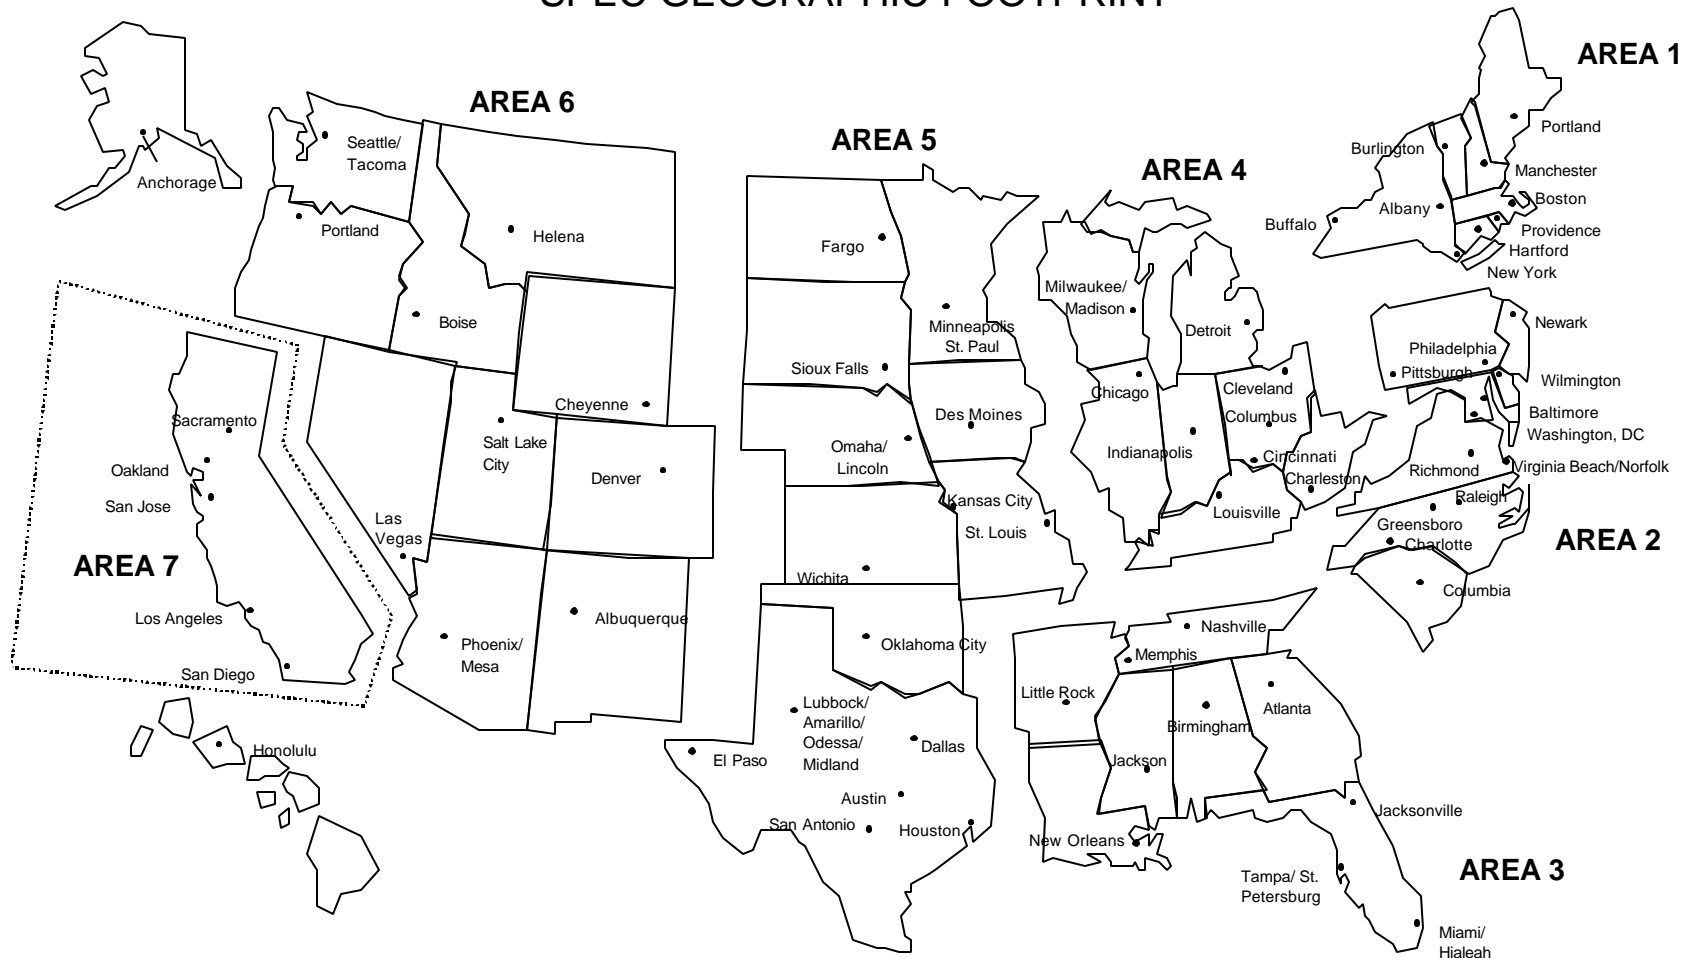 SPEC GEOGRAPHIC FOOTPRINT
AREA 1
AREA 6
AREA 5
AREA 4
Seattle/
Tacoma
Anchorage
Portland
Helena
Boise
Cheyenne
Salt Lake
City
Denver
Las
Vegas
Phoenix/
Mesa
Albuquerque
Sacramento
Oakland
San Jose
AREA 7
Los Angeles
San Diego
Honolulu
Fargo
Minneapolis
St. Paul
Sioux Falls
Des Moines
Omaha/
Lincoln
Kansas City
St. Louis
Wichita
Oklahoma City
Lubbock/
Amarillo/
Odessa/
Midland
El Paso
Dallas
Austin
San Antonio
Houston
Milwaukee/
Madison
Detroit
Chicago
Cleveland
Columbus
Indianapolis
Cincinnati
Charleston
Louisville
Portland
Burlington
Manchester
Boston
Albany
Buffalo
Providence
Hartford
New York
Newark
Philadelphia
Pittsburgh
Wilmington
Baltimore
Washington, DC
Richmond
Virginia Beach/Norfolk
Raleigh
Greensboro
Charlotte
AREA 2
Columbia
Nashville
Memphis
Little Rock
Atlanta
Birmingham
Jackson
Jacksonville
New Orleans
AREA 3
Tampa/ St.
Petersburg
Miami/
Hialeah